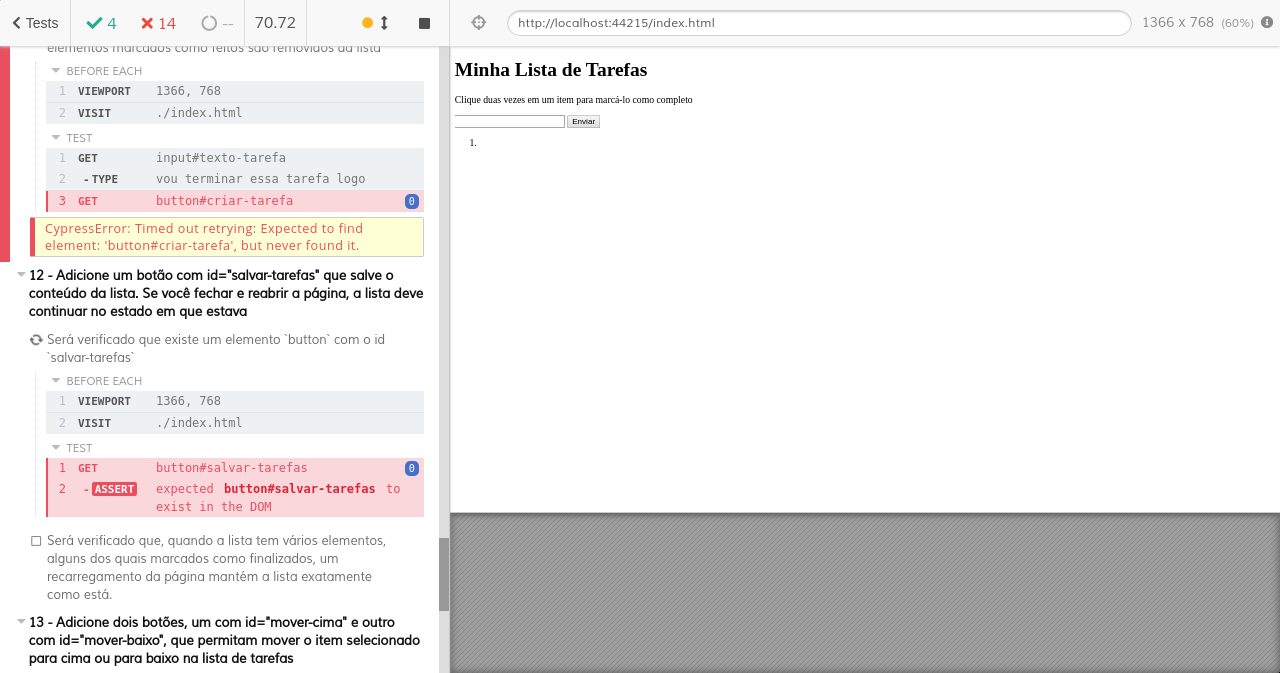 Tests 4 14 -- 70.72
http://localhost:44215/index.html 1366 x 768 (60%)
elementos marcados como feitos são removidos da lista
BEFORE EACH
1 VIEWPORT 1366, 768
2 VISIT ./index.html
TEST
1 GET input#texto-tarefa
2 -TYPE vou terminar essa tarefa logo
3 GET button#criar-tarefa 0
CypressError: Timed out retrying: Expected to find
element: 'button#criar-tarefa', but never found it.
12 - Adicione um botão com id="salvar-tarefas" que salve o
conteúdo da lista. Se você fechar e reabrir a página, a lista deve
continuar no estado em que estava
Será verificado que existe um elemento `button` com o id
`salvar-tarefas`
BEFORE EACH
1 VIEWPORT 1366, 768
2 VISIT ./index.html
TEST
1 GET button#salvar-tarefas 0
2 -ASSERT expected button#salvar-tarefas to
exist in the DOM
Será verificado que, quando a lista tem vários elementos,
alguns dos quais marcados como finalizados, um
recarregamento da página mantém a lista exatamente
como está.
13 - Adicione dois botões, um com id="mover-cima" e outro
com id="mover-baixo", que permitam mover o item selecionado
para cima ou para baixo na lista de tarefas
Minha Lista de Tarefas
Clique duas vezes em um item para marcá-lo como completo
Enviar
1.